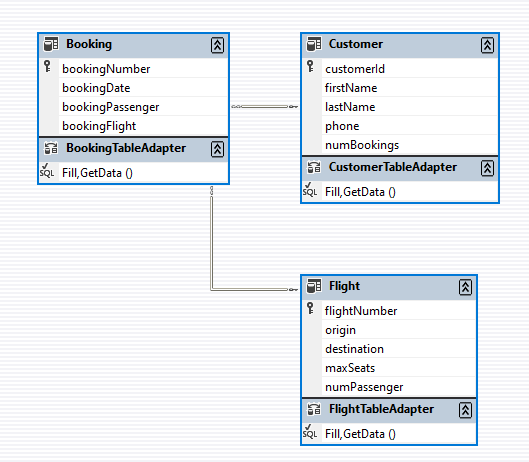 Booking
bookingNumber
bookingDate
bookingPassenger
bookingFlight
BookingTableAdapter
SQL Fill,GetData ()
Customer
customerId
firstName
lastName
phone
numBookings
CustomerTableAdapter
SQL Fill,GetData ()
Flight
flightNumber
origin
destination
maxSeats
numPassenger
FlightTableAdapter
SQL Fill,GetData ()